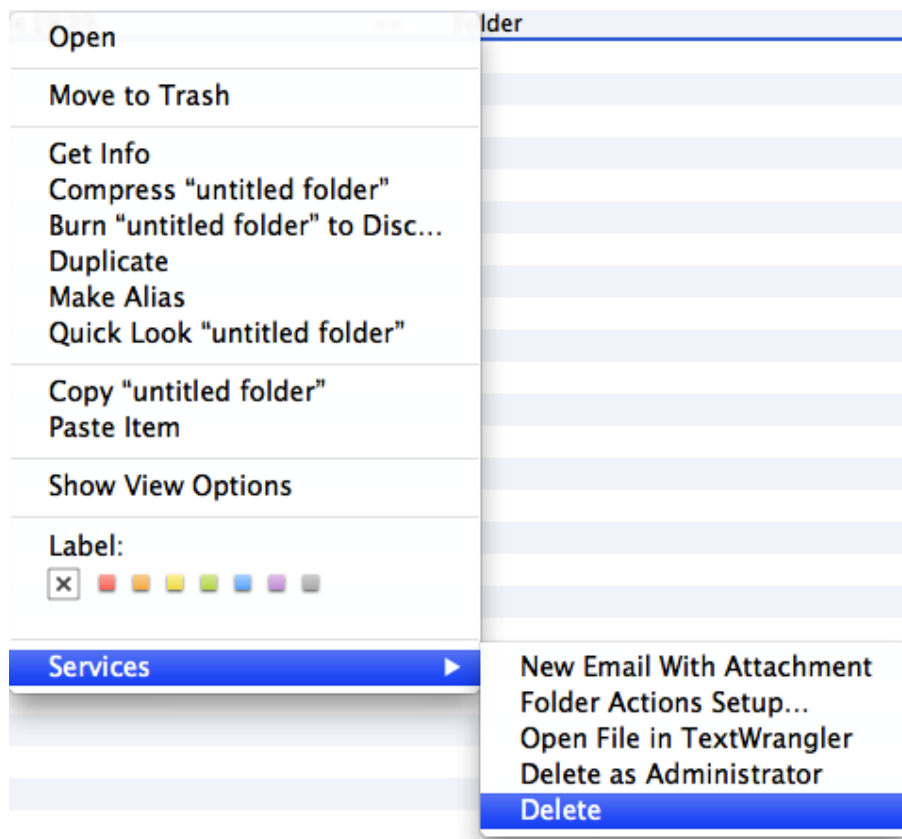 Open
Move to Trash
Get Info
Compress “untitled folder”
Burn “untitled folder” to Disc...
Duplicate
Make Alias
Quick Look “untitled folder”
Copy “untitled folder”
Paste Item
Show View Options
Label:
Services
New Email With Attachment
Folder Actions Setup...
Open File in TextWrangler
Delete as Administrator
Delete